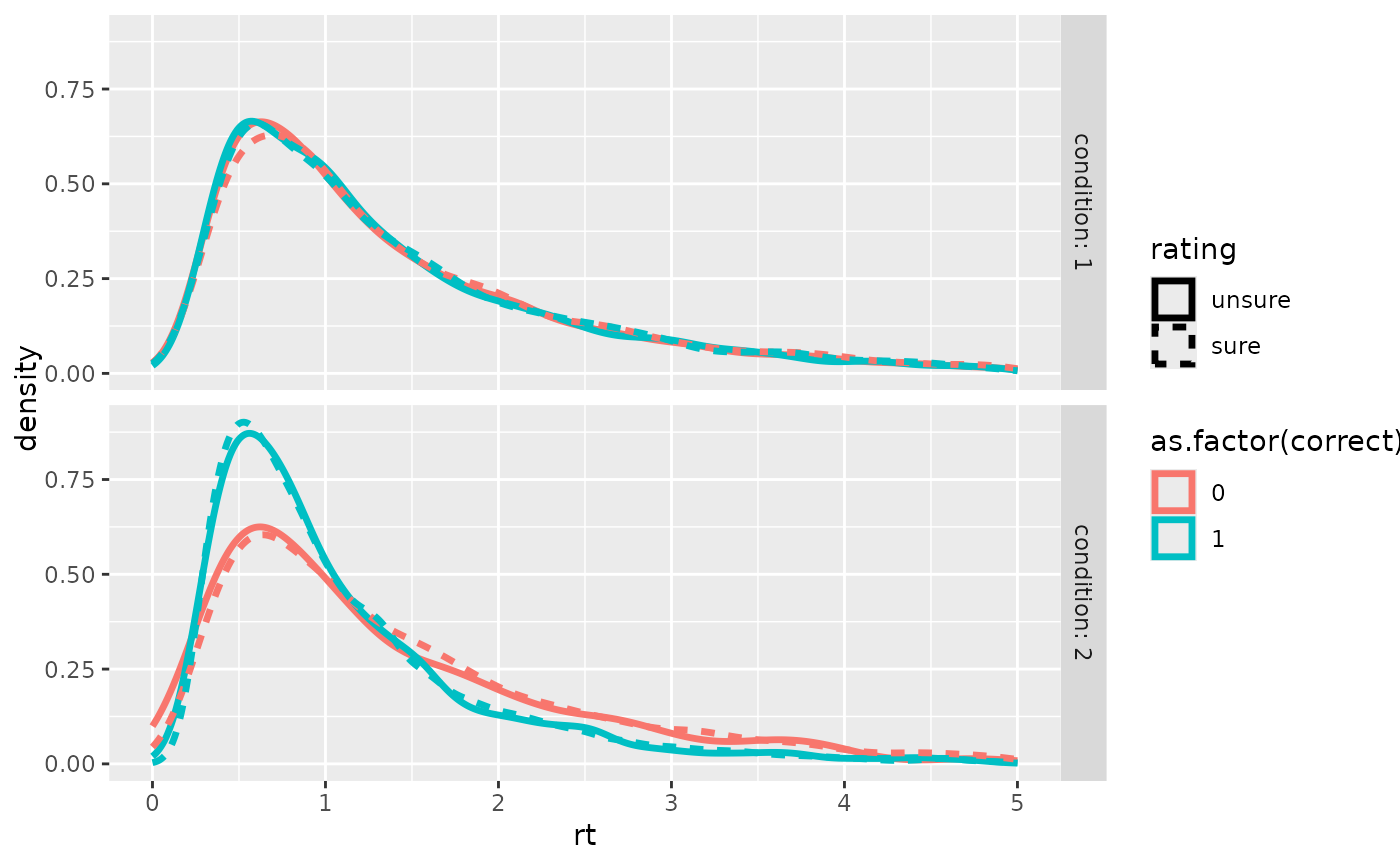 density
0.75
0.50
0.25
0.00
condition: 1
0.75
0.50
0.25
0.00
condition: 2
0 1 2 3 4 5
rt
rating
unsure
sure
as.factor(correct)
0
1